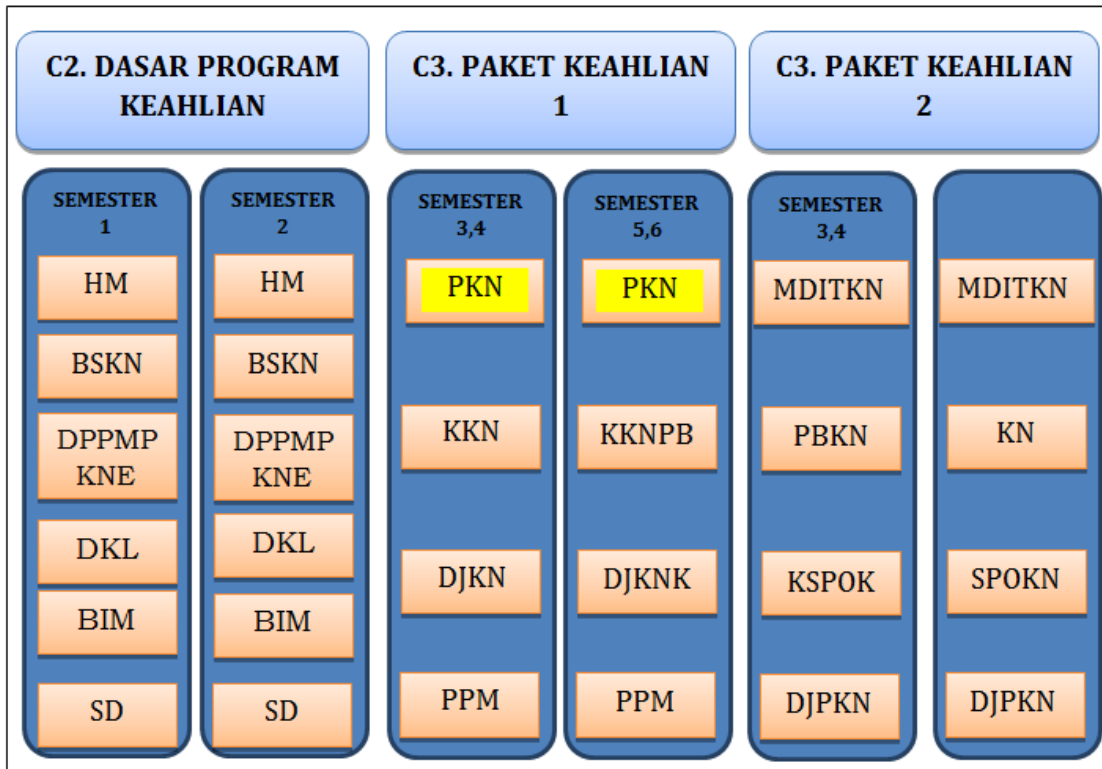 C2. DASAR PROGRAM
KEAHLIAN
C3. PAKET KEAHLIAN
1
C3. PAKET KEAHLIAN
2
SEMESTER
1
HM
BSKN
DPPMP
KNE
DKL
BIM
SD
SEMESTER
2
HM
BSKN
DPPMP
KNE
DKL
BIM
SD
SEMESTER
3,4
PKN
KKN
DJKN
PPM
SEMESTER
5,6
PKN
KKNPB
DJKNK
PPM
SEMESTER
3,4
MDITKN
PBKN
KSPOK
DJPKN
MDITKN
KN
SPOKN
DJPKN